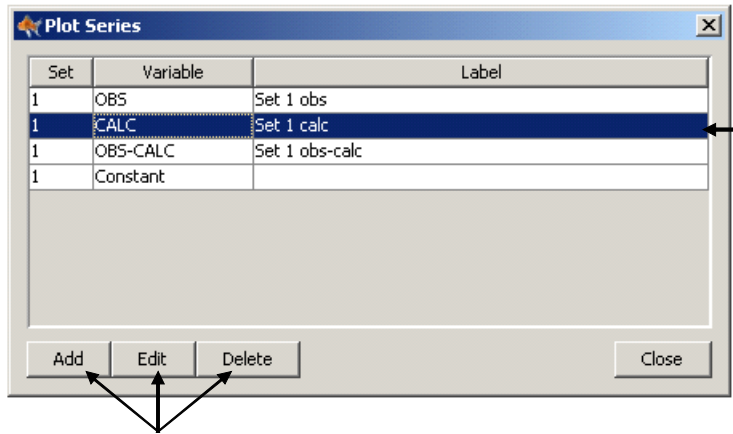 Plot Series
Set Variable Label
1 OBS Set 1 obs
1 CALC Set 1 calc
1 OBS-CALC Set 1 obs-calc
1 Constant
Add Edit Delete Close